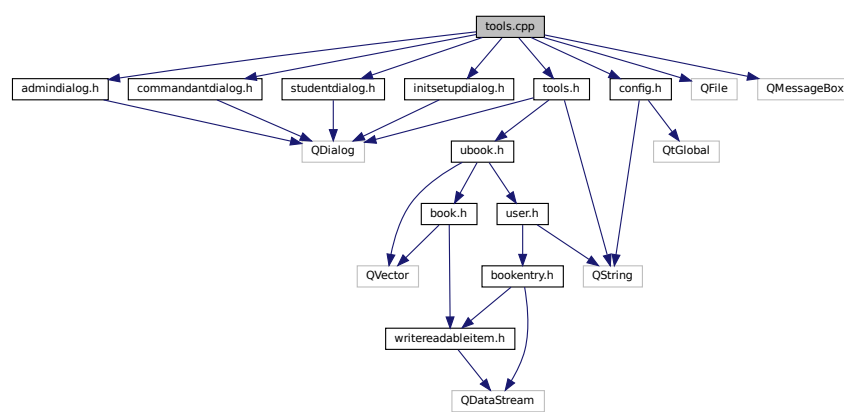 tools.cpp
admindialog.h
commandantdialog.h
studentdialog.h
initsetupdialog.h
tools.h
config.h
QFile
QMessageBox
QDialog
ubook.h
QtGlobal
book.h
user.h
QVector
bookentry.h
QString
writereadableitem.h
QDataStream